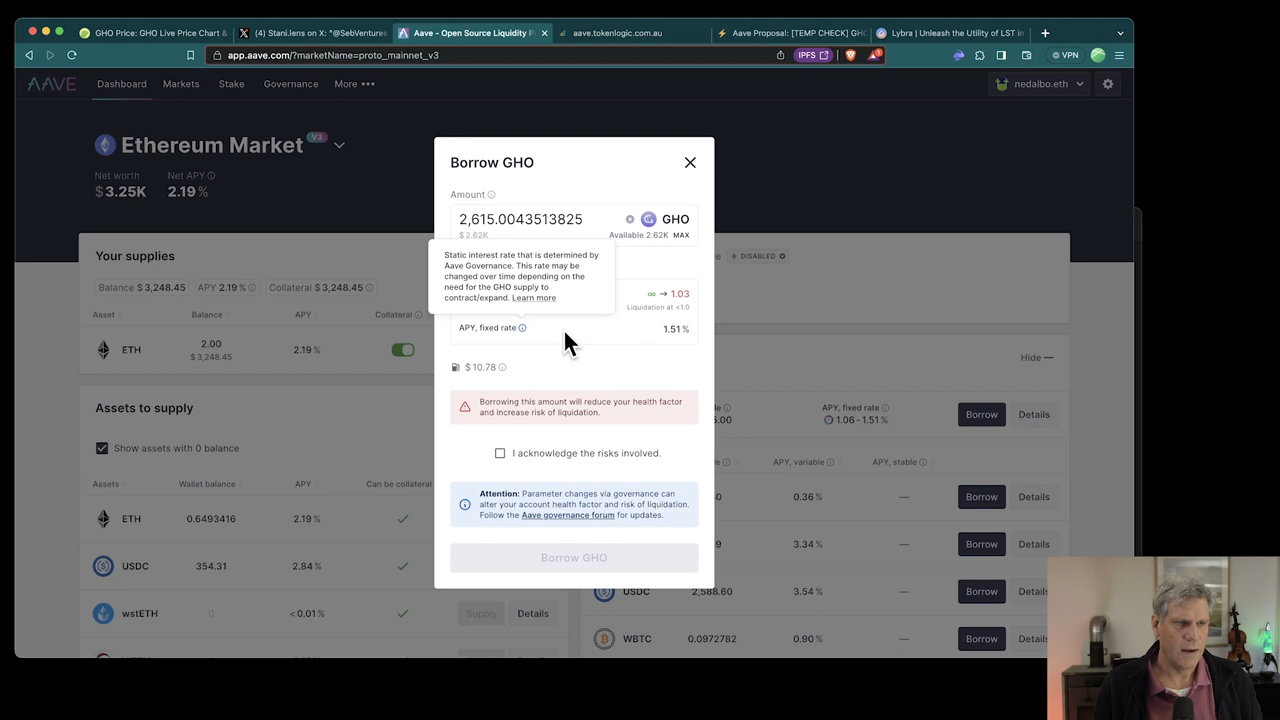 GHO Price: GHO Live Price Chart &
(4) Stani.lens on X: "@SebVentures
Aave - Open Source Liquidity P
aave.tokenlogic.com.au
Aave Proposal: [TEMP CHECK] GH
Lybra | Unleash the Utility of LST in
app.aave.com/?marketName=proto_mainnet_v3
IPFS
VPN
AAVE
Dashboard
Markets
Stake
Governance
More
nedalbo.eth
Ethereum Market
V3
Net worth
Net APY
$3.25K
2.19%
Your supplies
Balance $3,248.45
APY 2.19%
Collateral $3,248.45
Asset
Balance
APY
Collateral
ETH
2.00
$3,248.45
2.19%
Assets to supply
Show assets with 0 balance
Assets
Wallet balance
APY
Can be collateral
ETH
0.6493416
2.19%
USDC
354.31
2.84%
wstETH
0
<0.01%
Supply
Details
Borrow GHO
Amount
2,615.0043513825
GHO
$2.62K
Available 2.62K MAX
Static interest rate that is determined by
Aave Governance. This rate may be
changed over time depending on the
need for the GHO supply to
contract/expand. Learn more
∞ → 1.03
Liquidation at <1.0
APY, fixed rate
1.51%
$10.78
Borrowing this amount will reduce your health factor
and increase risk of liquidation.
I acknowledge the risks involved.
Attention: Parameter changes via governance can
alter your account health factor and risk of liquidation.
Follow the Aave governance forum for updates.
Borrow GHO
DISABLED
Hide
APY, fixed rate
1.06 - 1.51%
Borrow
Details
APY, variable
APY, stable
0.36%
—
Borrow
Details
3.34%
—
Borrow
Details
USDC
2,588.60
3.54%
—
Borrow
WBTC
0.0972782
0.90%
—
Borrow